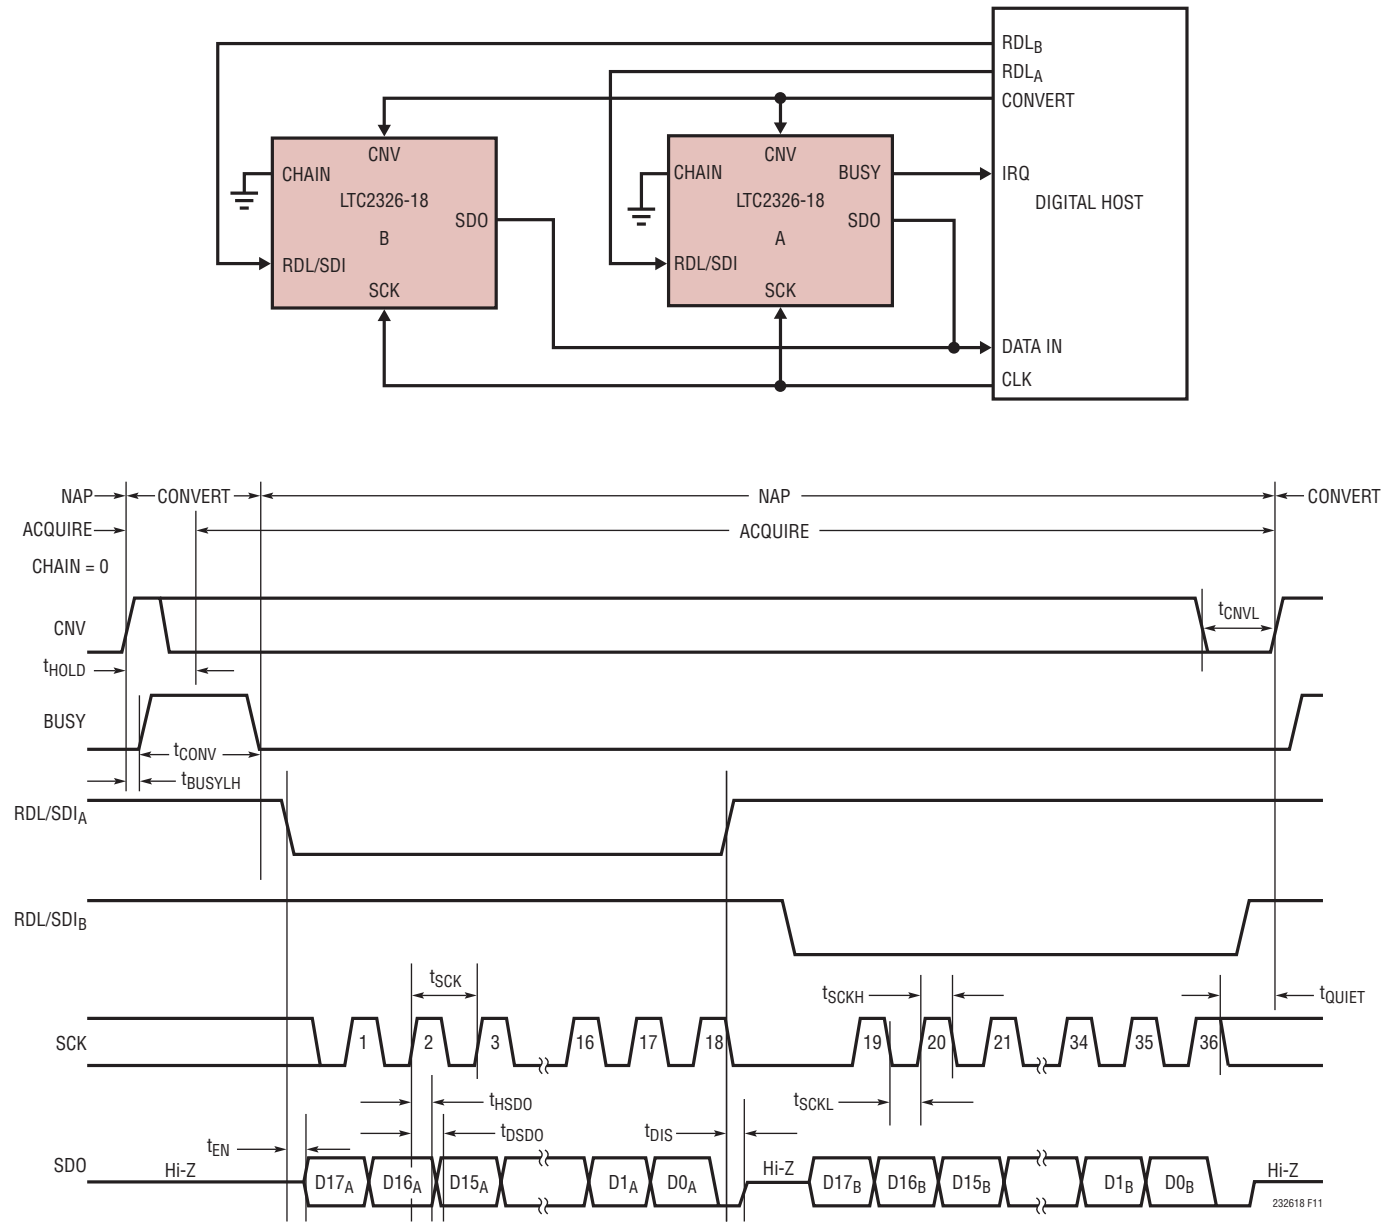 RDLB
RDLA
CONVERT
CNV
CNV
CHAIN
CHAIN
BUSY
IRQ
LTC2326-18
LTC2326-18
DIGITAL HOST
SDO
SDO
B
A
RDL/SDI
RDL/SDI
SCK
SCK
DATA IN
CLK
NAP
CONVERT
NAP
CONVERT
ACQUIRE
ACQUIRE
CHAIN = 0
CNV
tCNVL
tHOLD
BUSY
tCONV
tBUSYLH
RDL/SDIA
RDL/SDIB
tSCK
tSCKH
tQUIET
SCK
1 2 3 16 17 18 19 20 21 34 35 36
tHSDO
tSCKL
tDSDO
tDIS
tEN
SDO
Hi-Z
D17A D16A D15A D1A D0A
Hi-Z
D17B D16B D15B D1B D0B
Hi-Z
232618 F11